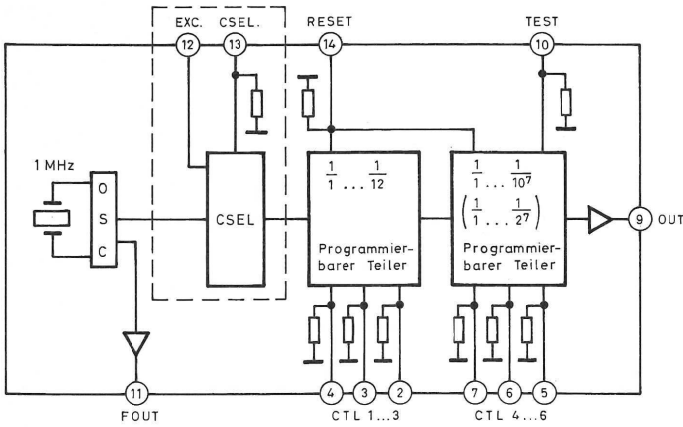 EXC. CSEL. RESET TEST
12 13 14 10
1 MHz
O
S
C
CSEL
1/1 ... 1/12
Programmier-
barer Teiler
1/1 ... 1/10⁷
(1/1 ... 1/2⁷)
Programmier-
barer Teiler
9 OUT
11 4 3 2 7 6 5
FOUT CTL 1...3 CTL 4...6